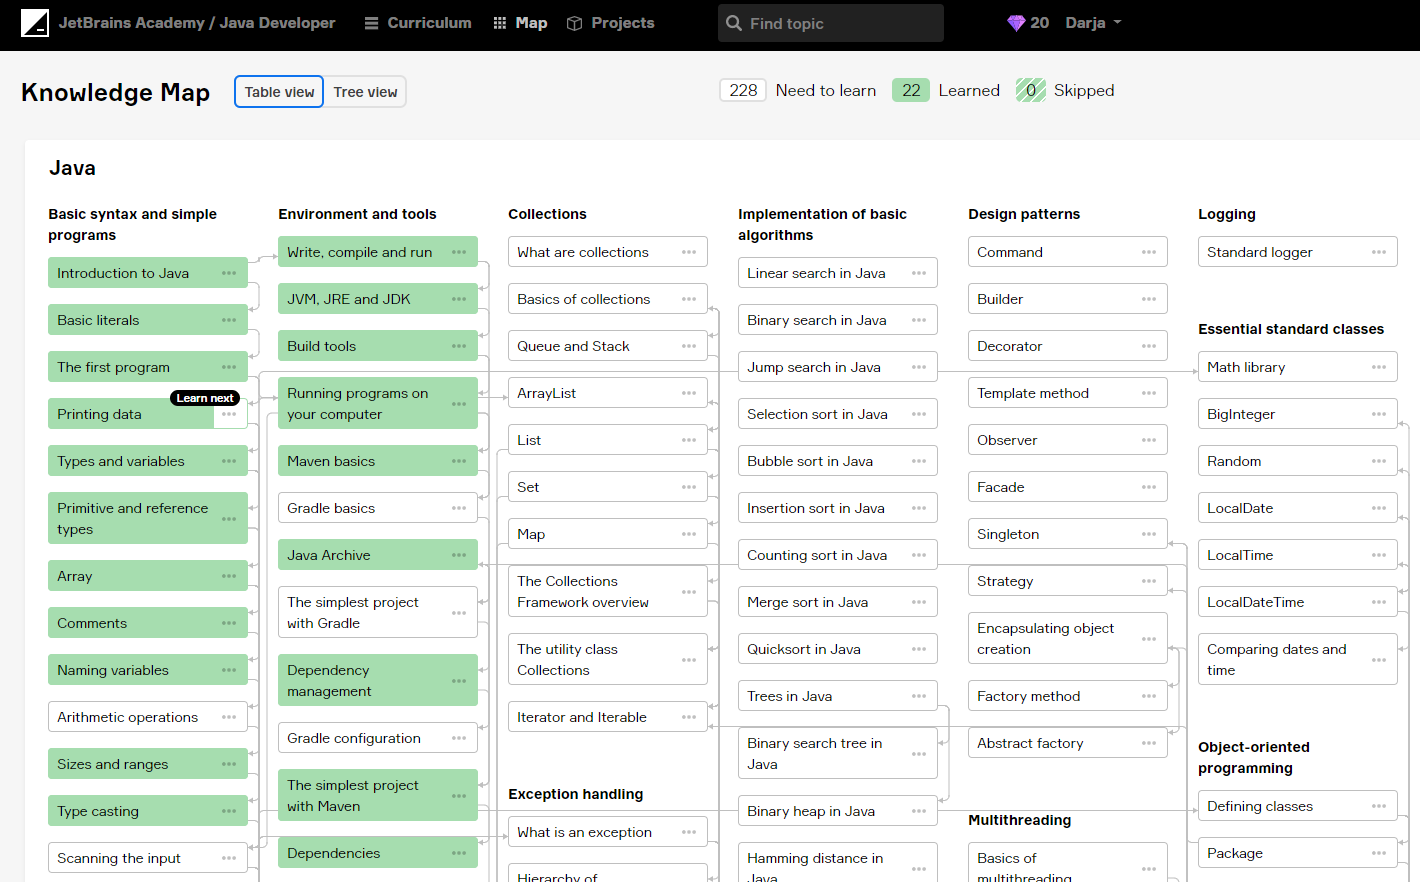 JetBrains Academy / Java Developer
Curriculum
Map
Projects
Find topic
20
Darja
Knowledge Map
Table view
Tree view
228
Need to learn
22
Learned
0
Skipped
Java
Basic syntax and simple
programs
Introduction to Java
Basic literals
The first program
Learn next
Printing data
Types and variables
Primitive and reference
types
Array
Comments
Naming variables
Arithmetic operations
Sizes and ranges
Type casting
Scanning the input
Environment and tools
Write, compile and run
JVM, JRE and JDK
Build tools
Running programs on
your computer
Maven basics
Gradle basics
Java Archive
The simplest project
with Gradle
Dependency
management
Gradle configuration
The simplest project
with Maven
Dependencies
Collections
What are collections
Basics of collections
Queue and Stack
ArrayList
List
Set
Map
The Collections
Framework overview
The utility class
Collections
Iterator and Iterable
Exception handling
What is an exception
Hierarchy of
Implementation of basic
algorithms
Linear search in Java
Binary search in Java
Jump search in Java
Selection sort in Java
Bubble sort in Java
Insertion sort in Java
Counting sort in Java
Merge sort in Java
Quicksort in Java
Trees in Java
Binary search tree in
Java
Binary heap in Java
Hamming distance in
Java
Design patterns
Command
Builder
Decorator
Template method
Observer
Facade
Singleton
Strategy
Encapsulating object
creation
Factory method
Abstract factory
Multithreading
Basics of
multithreading
Logging
Standard logger
Essential standard classes
Math library
BigInteger
Random
LocalDate
LocalTime
LocalDateTime
Comparing dates and
time
Object-oriented
programming
Defining classes
Package